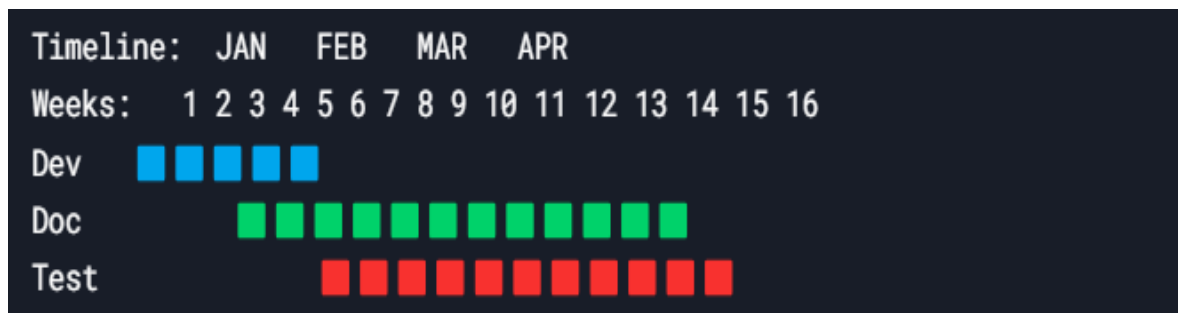 Timeline: JAN FEB MAR APR
Weeks: 1 2 3 4 5 6 7 8 9 10 11 12 13 14 15 16
Dev
Doc
Test